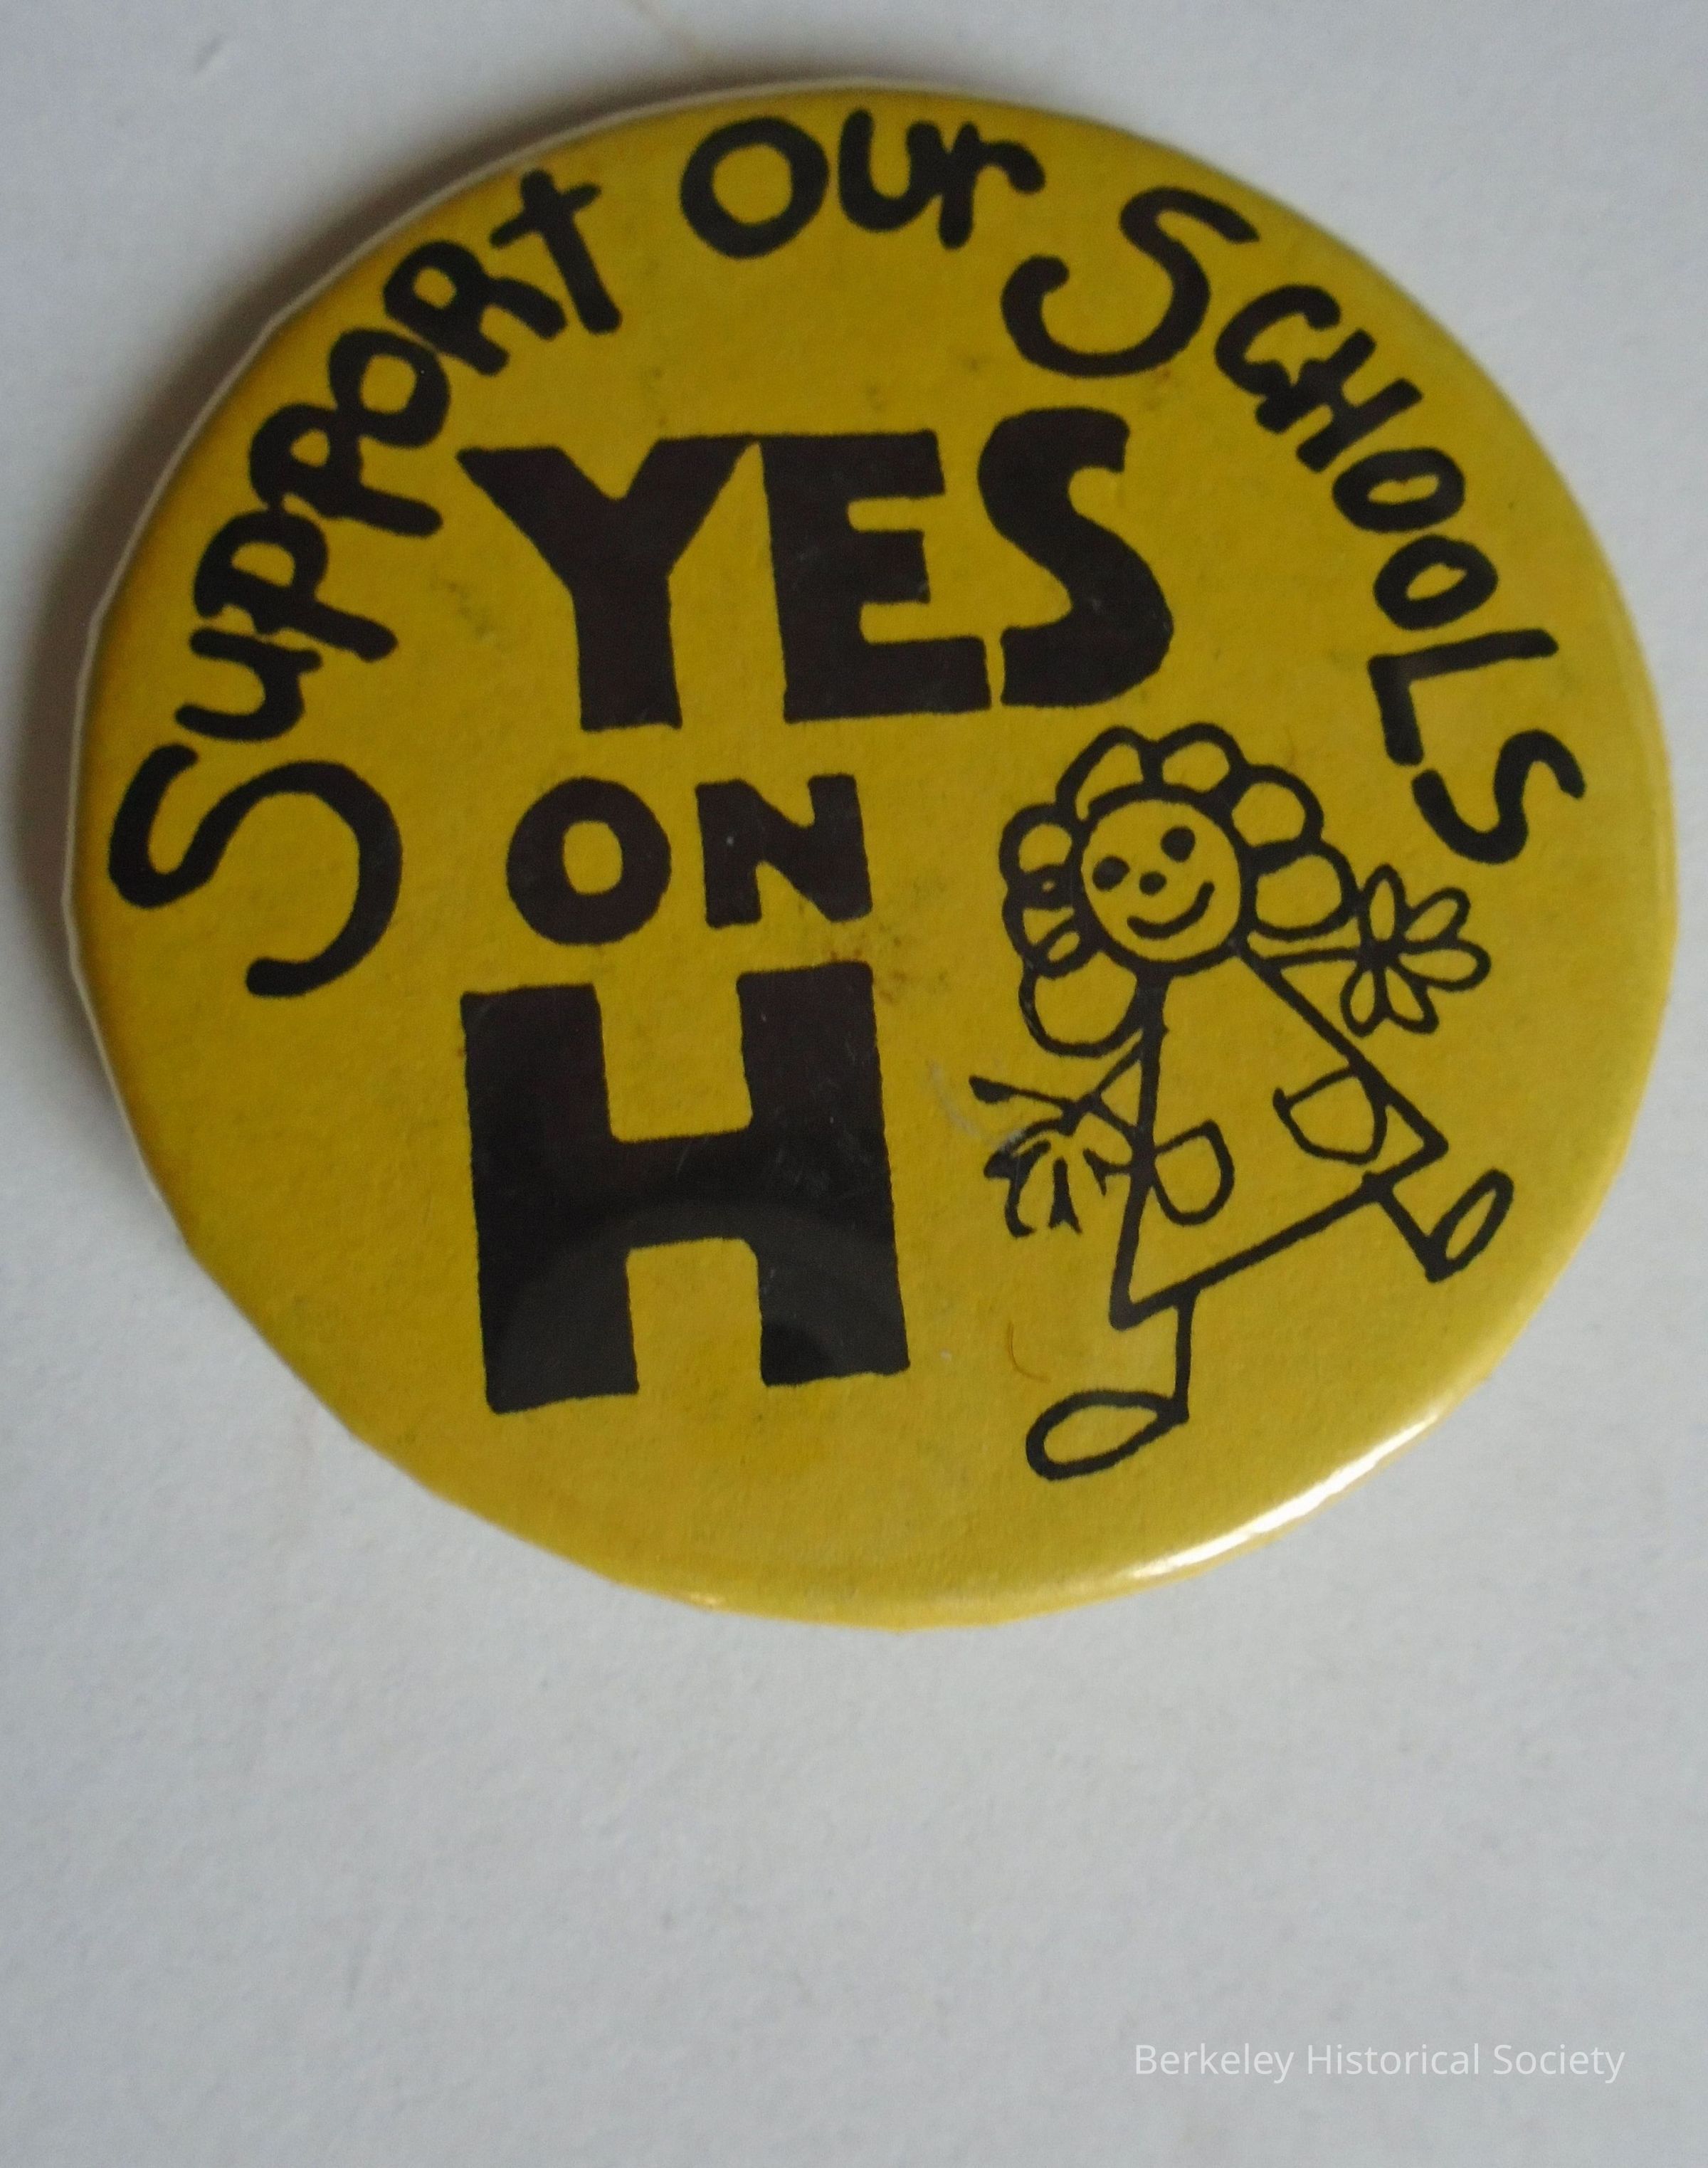 Support Our Schools
YES
ON
H
Berkeley Historical Society